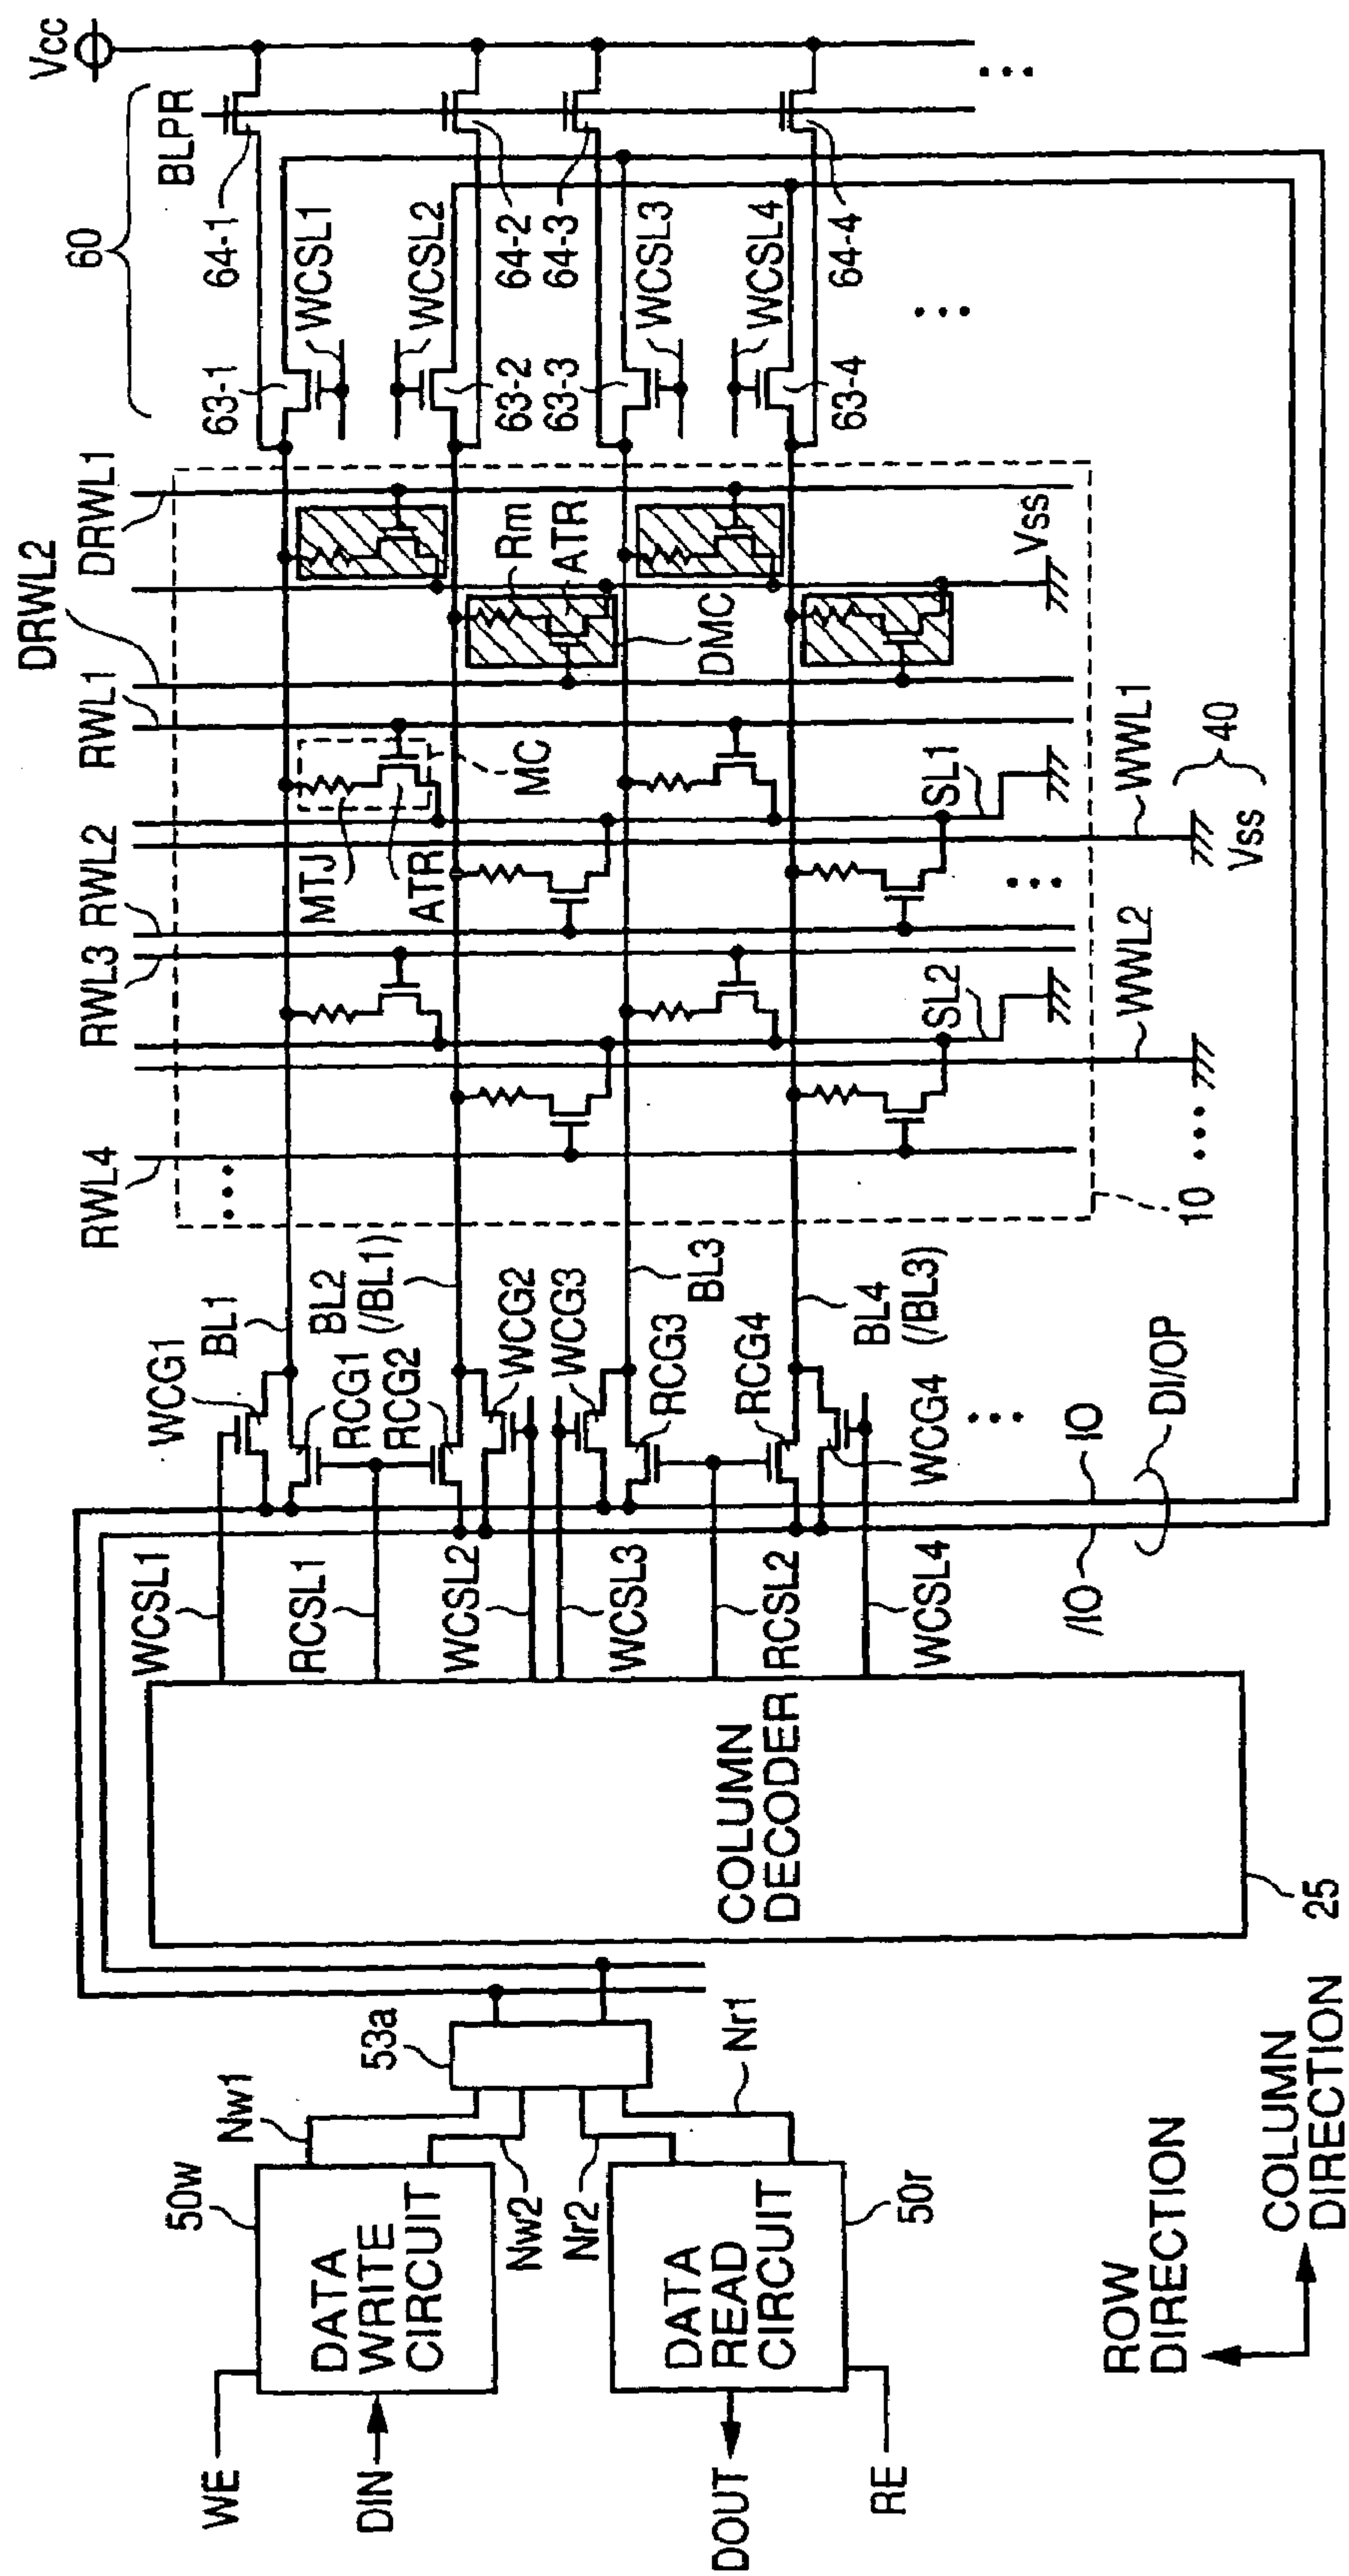 Vcc
60
BLPR
64-1
WCSL1
63-1
WCSL2
64-2
63-2
64-3
WCSL3
63-3
WCSL4
64-4
63-4
DRWL1
DRWL2
RWL1
RWL2
RWL3
RWL4
Rm
ATR
DMC
Vss
MTJ
ATR
MC
SL1
WWL1
40
Vss
SL2
WWL2
10
BL1
WCG1
BL2
(/BL1)
RCG1
RCG2
WCG2
WCG3
BL3
RCG3
RCG4
BL4
(/BL3)
WCG4
IO
/IO
DI/OP
WCSL1
RCSL1
WCSL2
WCSL3
RCSL2
WCSL4
COLUMN
DECODER
25
53a
Nw1
Nw2
Nr2
Nr1
50w
DATA
WRITE
CIRCUIT
50r
DATA
READ
CIRCUIT
WE
DIN
DOUT
RE
ROW
DIRECTION
COLUMN
DIRECTION